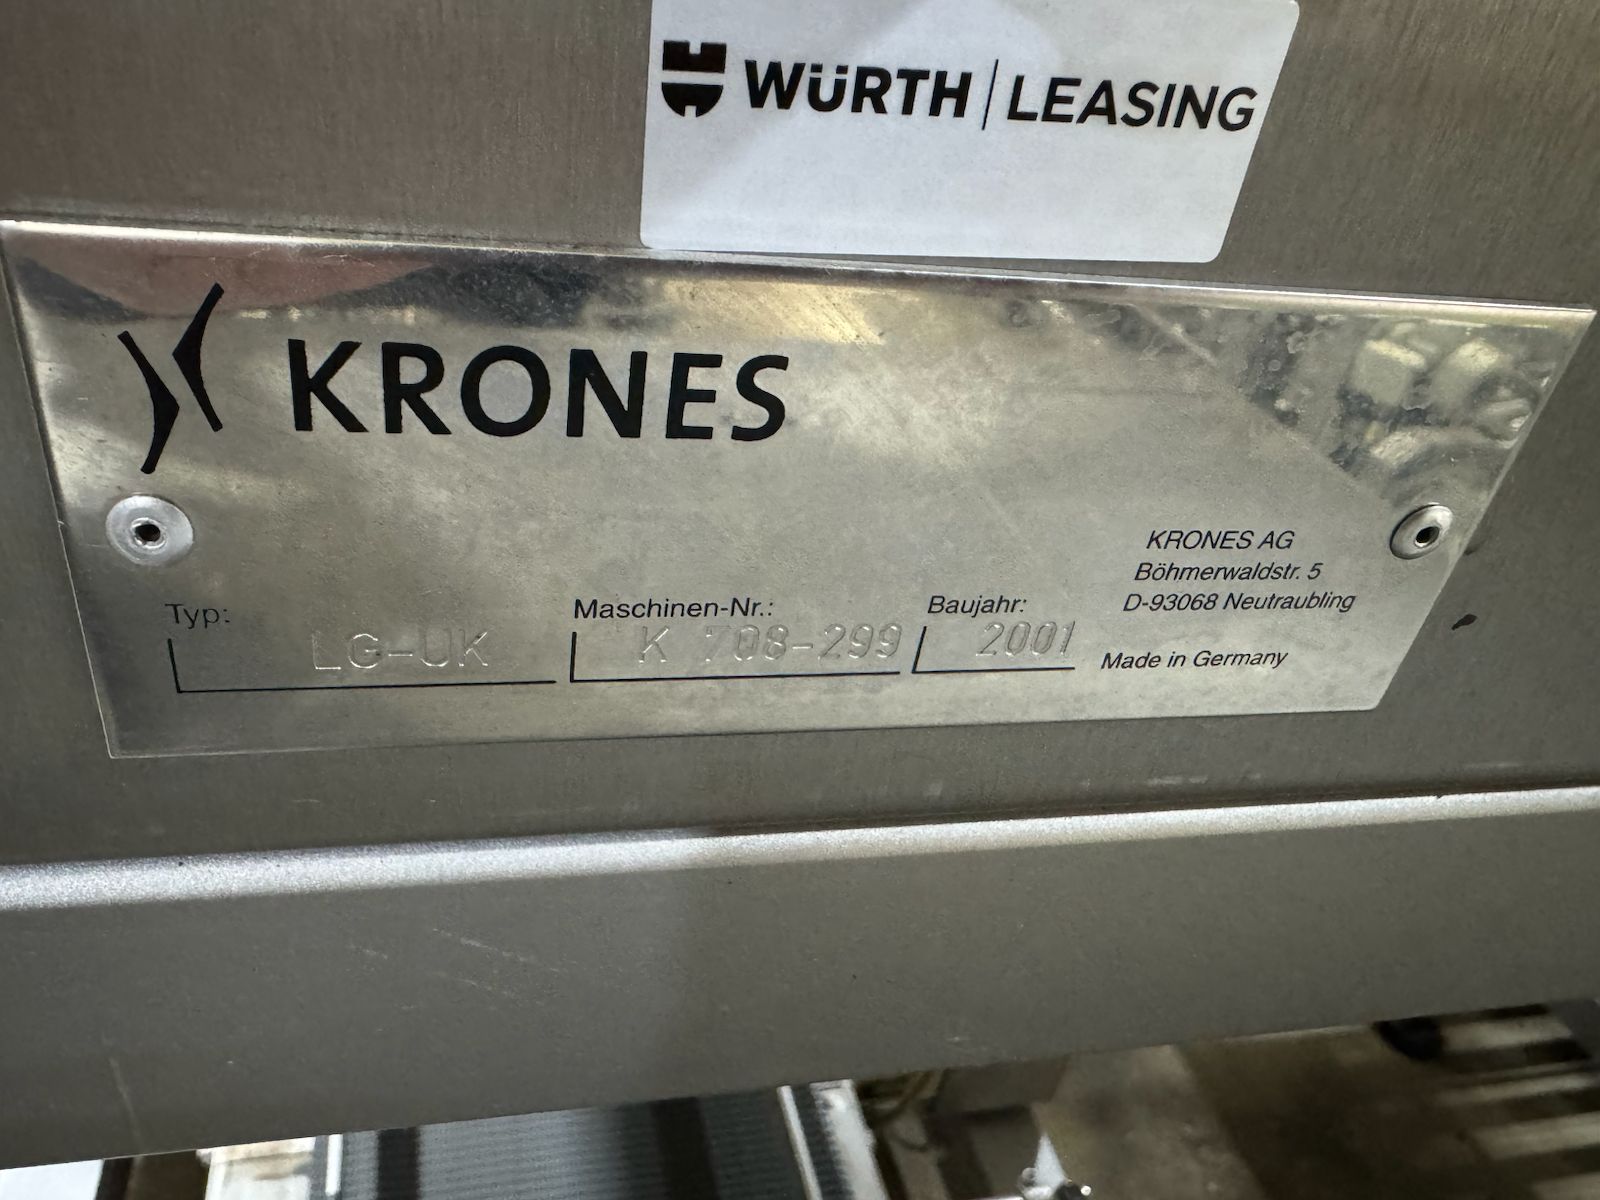 WÜRTH | LEASING
KRONES
KRONES AG
Böhmerwaldstr. 5
D-93068 Neutraubling
Made in Germany
Typ: LG-UK
Maschinen-Nr.: K 708-299
Baujahr: 2001